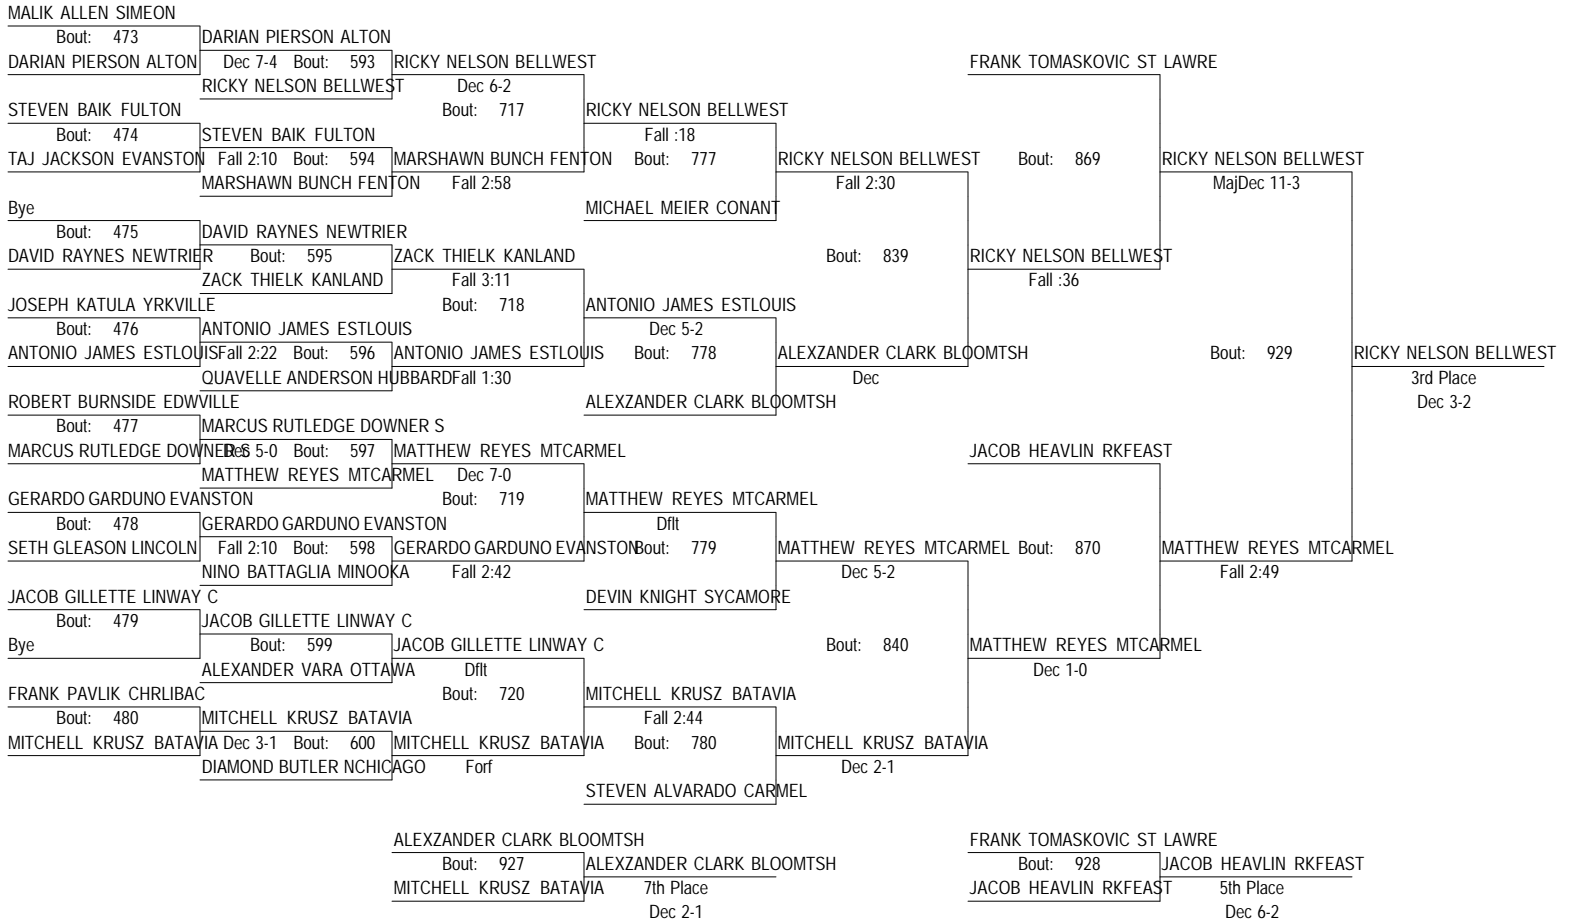 MALIK ALLEN SIMEON
Bout: 473 DARIAN PIERSON ALTON
DARIAN PIERSON ALTON Dec 7-4 Bout: 593 RICKY NELSON BELLWEST FRANK TOMASKOVIC ST LAWRE
RICKY NELSON BELLWEST Dec 6-2
STEVEN BAIK FULTON Bout: 717 RICKY NELSON BELLWEST
Bout: 474 STEVEN BAIK FULTON Fall :18
TAJ JACKSON EVANSTON Fall 2:10 Bout: 594 MARSHAWN BUNCH FENTON Bout: 777 RICKY NELSON BELLWEST Bout: 869 RICKY NELSON BELLWEST
MARSHAWN BUNCH FENTON Fall 2:58 Fall 2:30 MajDec 11-3
Bye MICHAEL MEIER CONANT
Bout: 475 DAVID RAYNES NEWTRIER
DAVID RAYNES NEWTRIER Bout: 595 ZACK THIELK KANLAND Bout: 839 RICKY NELSON BELLWEST
ZACK THIELK KANLAND Fall 3:11 Fall :36
JOSEPH KATULA YRKVILLE Bout: 718 ANTONIO JAMES ESTLOUIS
Bout: 476 ANTONIO JAMES ESTLOUIS Dec 5-2
ANTONIO JAMES ESTLOUIS Fall 2:22 Bout: 596 ANTONIO JAMES ESTLOUIS Bout: 778 ALEXZANDER CLARK BLOOMTSH Bout: 929 RICKY NELSON BELLWEST
QUAVELLE ANDERSON HUBBARD Fall 1:30 Dec 3rd Place
ROBERT BURNSIDE EDWVILLE ALEXZANDER CLARK BLOOMTSH Dec 3-2
Bout: 477 MARCUS RUTLEDGE DOWNER S
MARCUS RUTLEDGE DOWNER S Dec 5-0 Bout: 597 MATTHEW REYES MTCARMEL JACOB HEAVLIN RKFEAST
MATTHEW REYES MTCARMEL Dec 7-0
GERARDO GARDUNO EVANSTON Bout: 719 MATTHEW REYES MTCARMEL
Bout: 478 GERARDO GARDUNO EVANSTON Dflt
SETH GLEASON LINCOLN Fall 2:10 Bout: 598 GERARDO GARDUNO EVANSTON Bout: 779 MATTHEW REYES MTCARMEL Bout: 870 MATTHEW REYES MTCARMEL
NINO BATTAGLIA MINOOKA Fall 2:42 Dec 5-2 Fall 2:49
JACOB GILLETTE LINWAY C DEVIN KNIGHT SYCAMORE
Bout: 479 JACOB GILLETTE LINWAY C
Bye Bout: 599 JACOB GILLETTE LINWAY C Bout: 840 MATTHEW REYES MTCARMEL
ALEXANDER VARA OTTAWA Dflt Dec 1-0
FRANK PAVLIK CHRLIBAC Bout: 720 MITCHELL KRUSZ BATAVIA
Bout: 480 MITCHELL KRUSZ BATAVIA Fall 2:44
MITCHELL KRUSZ BATAVIA Dec 3-1 Bout: 600 MITCHELL KRUSZ BATAVIA Bout: 780 MITCHELL KRUSZ BATAVIA
DIAMOND BUTLER NCHICAGO Forf Dec 2-1
STEVEN ALVARADO CARMEL
ALEXZANDER CLARK BLOOMTSH FRANK TOMASKOVIC ST LAWRE
Bout: 927 ALEXZANDER CLARK BLOOMTSH Bout: 928 JACOB HEAVLIN RKFEAST
MITCHELL KRUSZ BATAVIA 7th Place JACOB HEAVLIN RKFEAST 5th Place
Dec 2-1 Dec 6-2